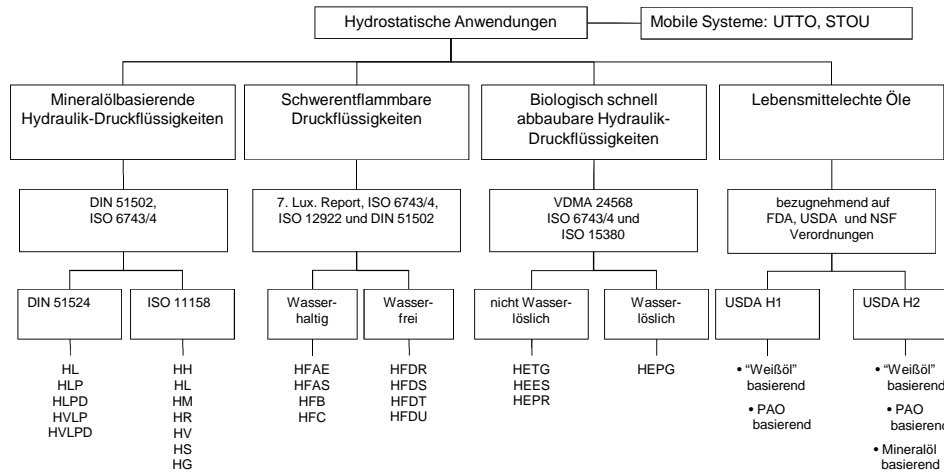 Hydrostatische Anwendungen
Mobile Systeme: UTTO, STOU
Mineralölbasierende
Hydraulik-Druckflüssigkeiten
Schwerentflammbare
Druckflüssigkeiten
Biologisch schnell
abbaubare Hydraulik-
Druckflüssigkeiten
Lebensmittelechte Öle
DIN 51502,
ISO 6743/4
7. Lux. Report, ISO 6743/4,
ISO 12922 und DIN 51502
VDMA 24568
ISO 6743/4 und
ISO 15380
bezugnehmend auf
FDA, USDA und NSF
Verordnungen
DIN 51524
ISO 11158
Wasser-
haltig
Wasser-
frei
nicht Wasser-
löslich
Wasser-
löslich
USDA H1
USDA H2
HL
HLP
HLPD
HVLP
HVLPD
HH
HL
HM
HR
HV
HS
HG
HFAE
HFAS
HFB
HFC
HFDR
HFDS
HFDT
HFDU
HETG
HEES
HEPR
HEPG
• "Weißöl"
basierend
• PAO
basierend
• "Weißöl"
basierend
• PAO
basierend
• Mineralöl
basierend